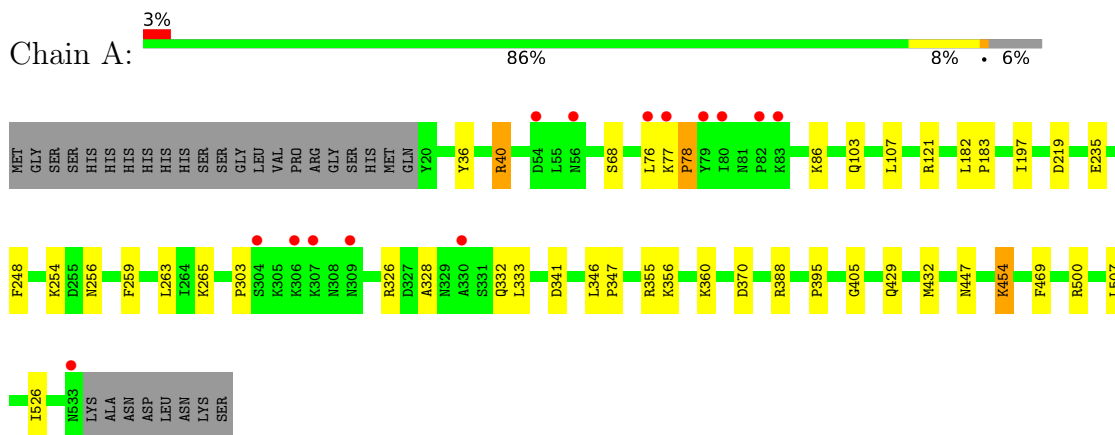 3%
Chain A:
86% 8% • 6%
MET GLY SER SER HIS HIS HIS HIS HIS HIS SER SER GLY LEU VAL PRO ARG GLY SER HIS MET GLN Y20 Y36 R40 D54 L55 N56 S68 L76 K77 P78 Y79 I80 N81 P82 K83 K86 Q103 L107 R121 L182 P183 I197 D219 E235
F248 K254 D255 N256 F259 L263 I264 K265 P303 S304 K305 K306 K307 N308 N309 R326 D327 A328 N329 A330 S331 Q332 L333 D341 L346 P347 R355 K356 K360 D370 R388 P395 G405 Q429 M432 N447 K454 F469 R500 L507
I526 N533 LYS ALA ASN ASP LEU ASN LYS SER